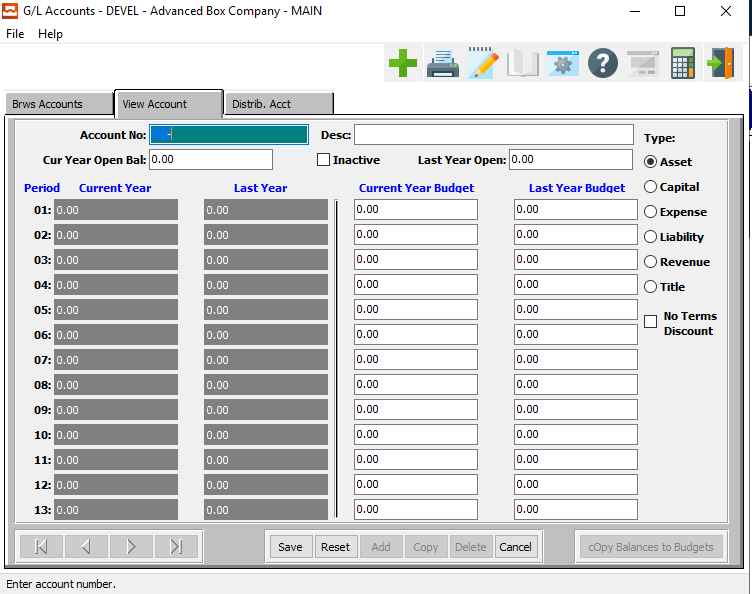 G/L Accounts - DEVEL - Advanced Box Company - MAIN
File Help
Brws Accounts View Account Distrib. Acct
Account No: - Desc: Type:
Cur Year Open Bal: 0.00 Inactive Last Year Open: 0.00 Asset
Period Current Year Last Year Current Year Budget Last Year Budget Capital
01: 0.00 0.00 0.00 0.00 Expense
02: 0.00 0.00 0.00 0.00 Liability
03: 0.00 0.00 0.00 0.00 Revenue
04: 0.00 0.00 0.00 0.00 Title
05: 0.00 0.00 0.00 0.00 No Terms
06: 0.00 0.00 0.00 0.00 Discount
07: 0.00 0.00 0.00 0.00
08: 0.00 0.00 0.00 0.00
09: 0.00 0.00 0.00 0.00
10: 0.00 0.00 0.00 0.00
11: 0.00 0.00 0.00 0.00
12: 0.00 0.00 0.00 0.00
13: 0.00 0.00 0.00 0.00
Save Reset Add Copy Delete Cancel cOpy Balances to Budgets
Enter account number.